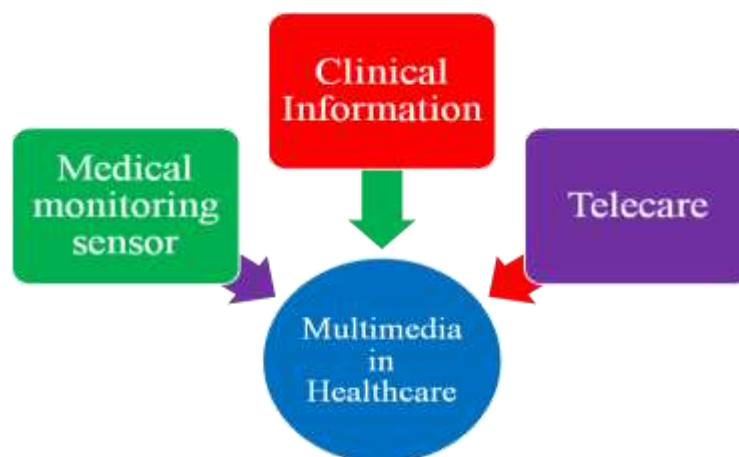 Clinical
Information
Medical
monitoring
sensor
Telecare
Multimedia
in
Healthcare